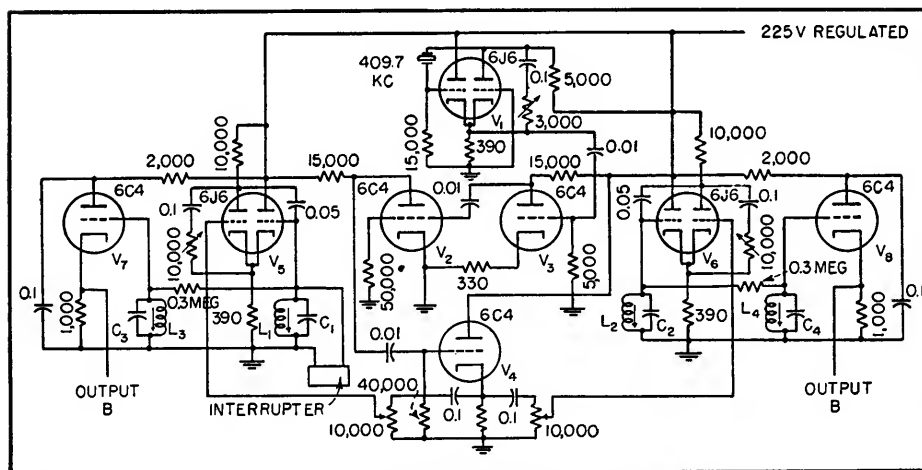 225V REGULATED
409.7
KC
6J6
0.1
5,000
V1
3,000
15,000
390
0.01
10,000
10,000
2,000
15,000
15,000
2,000
6C4
6J6
6C4
0.01
6C4
6J6
6C4
0.1
0.05
0.05
0.1
V7
10,000
V5
V2
V3
V6
10,000
V8
0.3 MEG
330
5,000
0.3 MEG
50,000
0.1
1,000
C3
L3
390
L1
C1
6C4
L2
C2
390
L4
C4
1,000
0.1
0.01
V4
OUTPUT
B
INTERRUPTER
40,000
0.1
0.1
10,000
10,000
OUTPUT
B